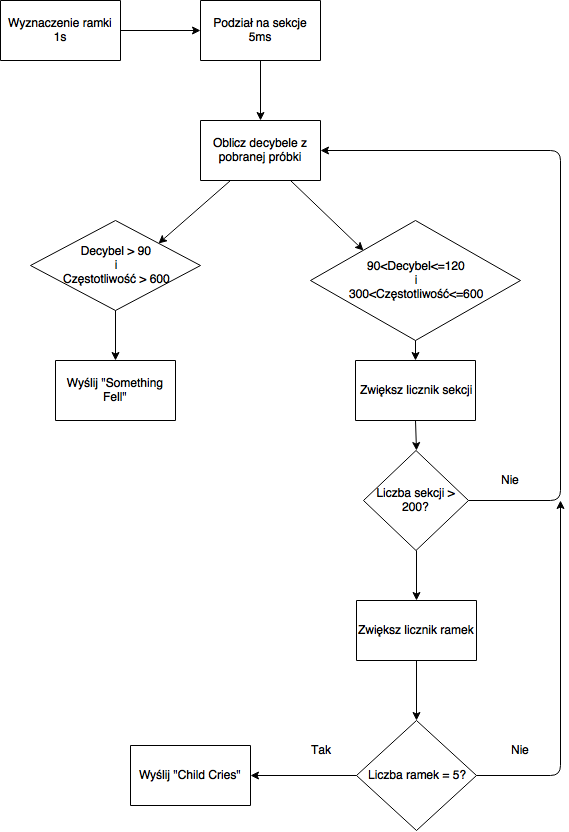 Wyznaczenie ramki
1s
Podział na sekcje
5ms
Oblicz decybele z
pobranej próbki
Decybel > 90
i
Częstotliwość > 600
90<Decybel<=120
i
300<Częstotliwość<=600
Wyślij "Something
Fell"
Zwiększ licznik sekcji
Liczba sekcji >
200?
Nie
Zwiększ licznik ramek
Liczba ramek = 5?
Tak
Nie
Wyślij "Child Cries"